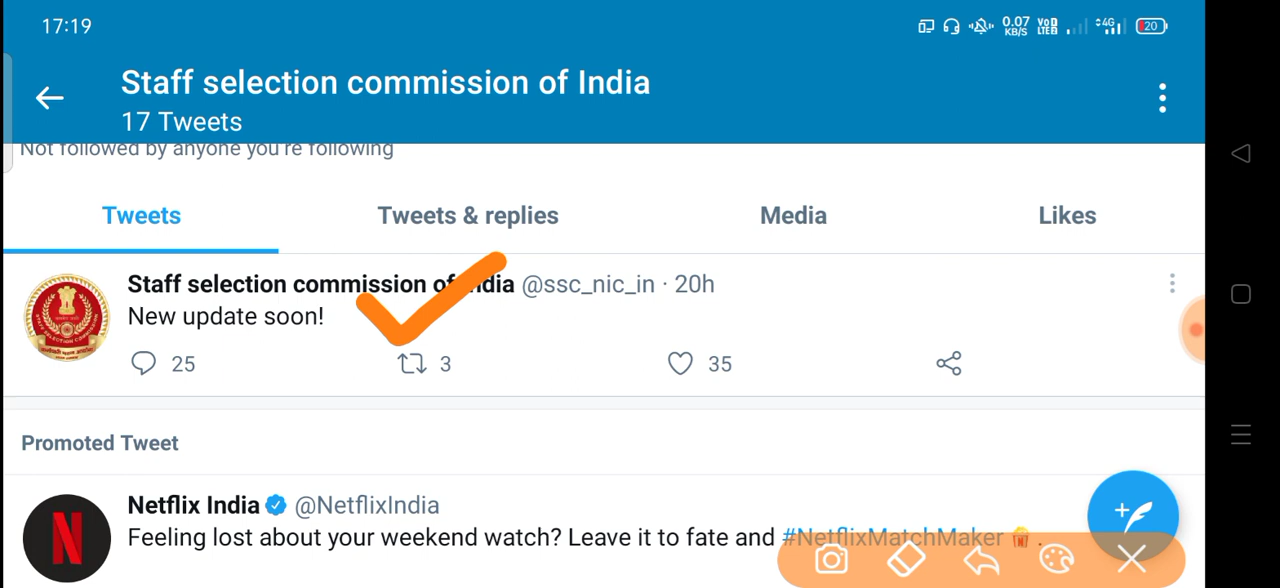 17:19
0.07 KB/S VoD LTE 4G 20
Staff selection commission of India
17 Tweets
Not followed by anyone you're following
Tweets Tweets & replies Media Likes
Staff selection commission of India @ssc_nic_in · 20h
New update soon!
25 3 35
Promoted Tweet
Netflix India @NetflixIndia
Feeling lost about your weekend watch? Leave it to fate and #NetflixMatchMaker